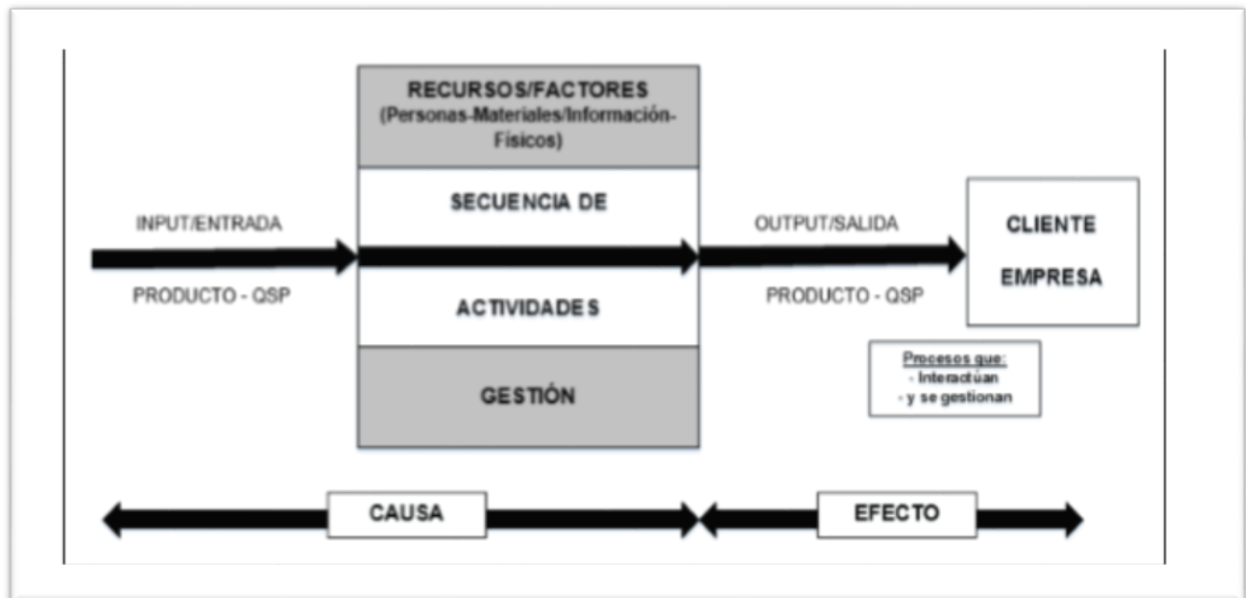 RECURSOS/FACTORES
(Personas-Materiales/Información-
Físicos)
SECUENCIA DE
INPUT/ENTRADA
OUTPUT/SALIDA
CLIENTE
EMPRESA
PRODUCTO - QSP
PRODUCTO - QSP
ACTIVIDADES
Procesos que:
- Interactúan
- y se gestionan
GESTIÓN
CAUSA
EFECTO